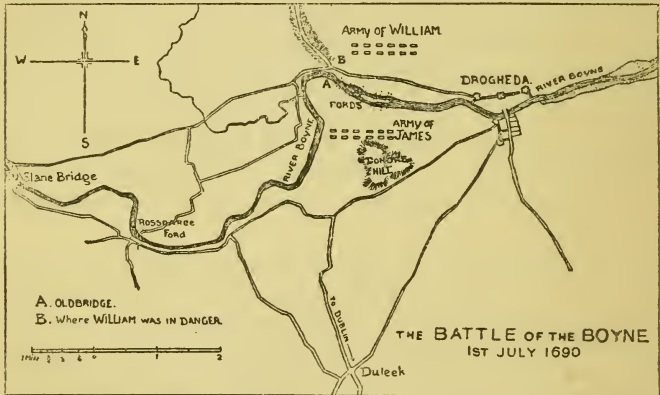 N
W E
S
ARMY OF WILLIAM
B
A
DROGHEDA.
RIVER BOYNE
FORDS
ARMY OF
JAMES
RIVER BOYNE
HILL
Slane Bridge
ROSSNAREE
FORD
A. OLDBRIDGE.
B. Where WILLIAM WAS IN DANGER.
0 1 2
TO DUBLIN
Duleek
THE BATTLE OF THE BOYNE
1ST JULY 1690